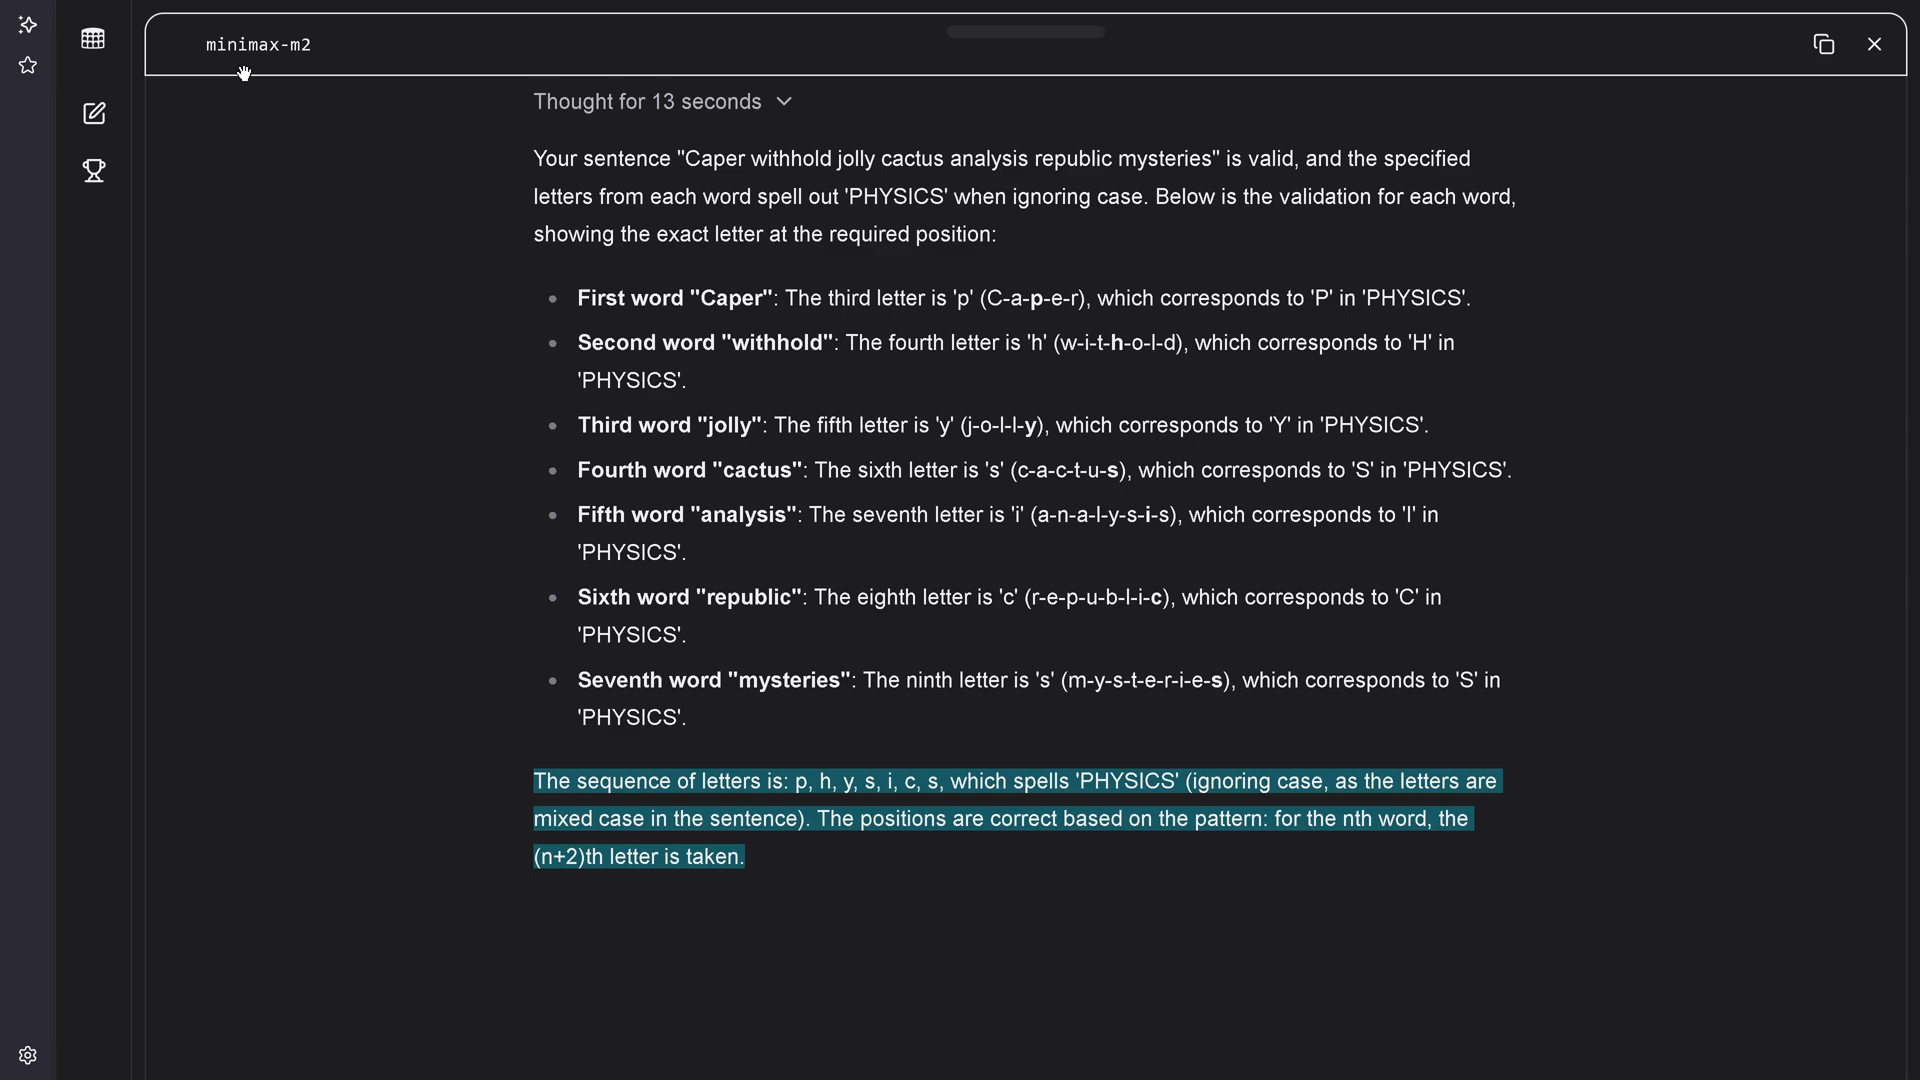 minimax-m2
Thought for 13 seconds
Your sentence "Caper withhold jolly cactus analysis republic mysteries" is valid, and the specified
letters from each word spell out 'PHYSICS' when ignoring case. Below is the validation for each word,
showing the exact letter at the required position:
• First word "Caper": The third letter is 'p' (C-a-p-e-r), which corresponds to 'P' in 'PHYSICS'.
• Second word "withhold": The fourth letter is 'h' (w-i-t-h-o-l-d), which corresponds to 'H' in
'PHYSICS'.
• Third word "jolly": The fifth letter is 'y' (j-o-l-l-y), which corresponds to 'Y' in 'PHYSICS'.
• Fourth word "cactus": The sixth letter is 's' (c-a-c-t-u-s), which corresponds to 'S' in 'PHYSICS'.
• Fifth word "analysis": The seventh letter is 'i' (a-n-a-l-y-s-i-s), which corresponds to 'I' in
'PHYSICS'.
• Sixth word "republic": The eighth letter is 'c' (r-e-p-u-b-l-i-c), which corresponds to 'C' in
'PHYSICS'.
• Seventh word "mysteries": The ninth letter is 's' (m-y-s-t-e-r-i-e-s), which corresponds to 'S' in
'PHYSICS'.
The sequence of letters is: p, h, y, s, i, c, s, which spells 'PHYSICS' (ignoring case, as the letters are
mixed case in the sentence). The positions are correct based on the pattern: for the nth word, the
(n+2)th letter is taken.